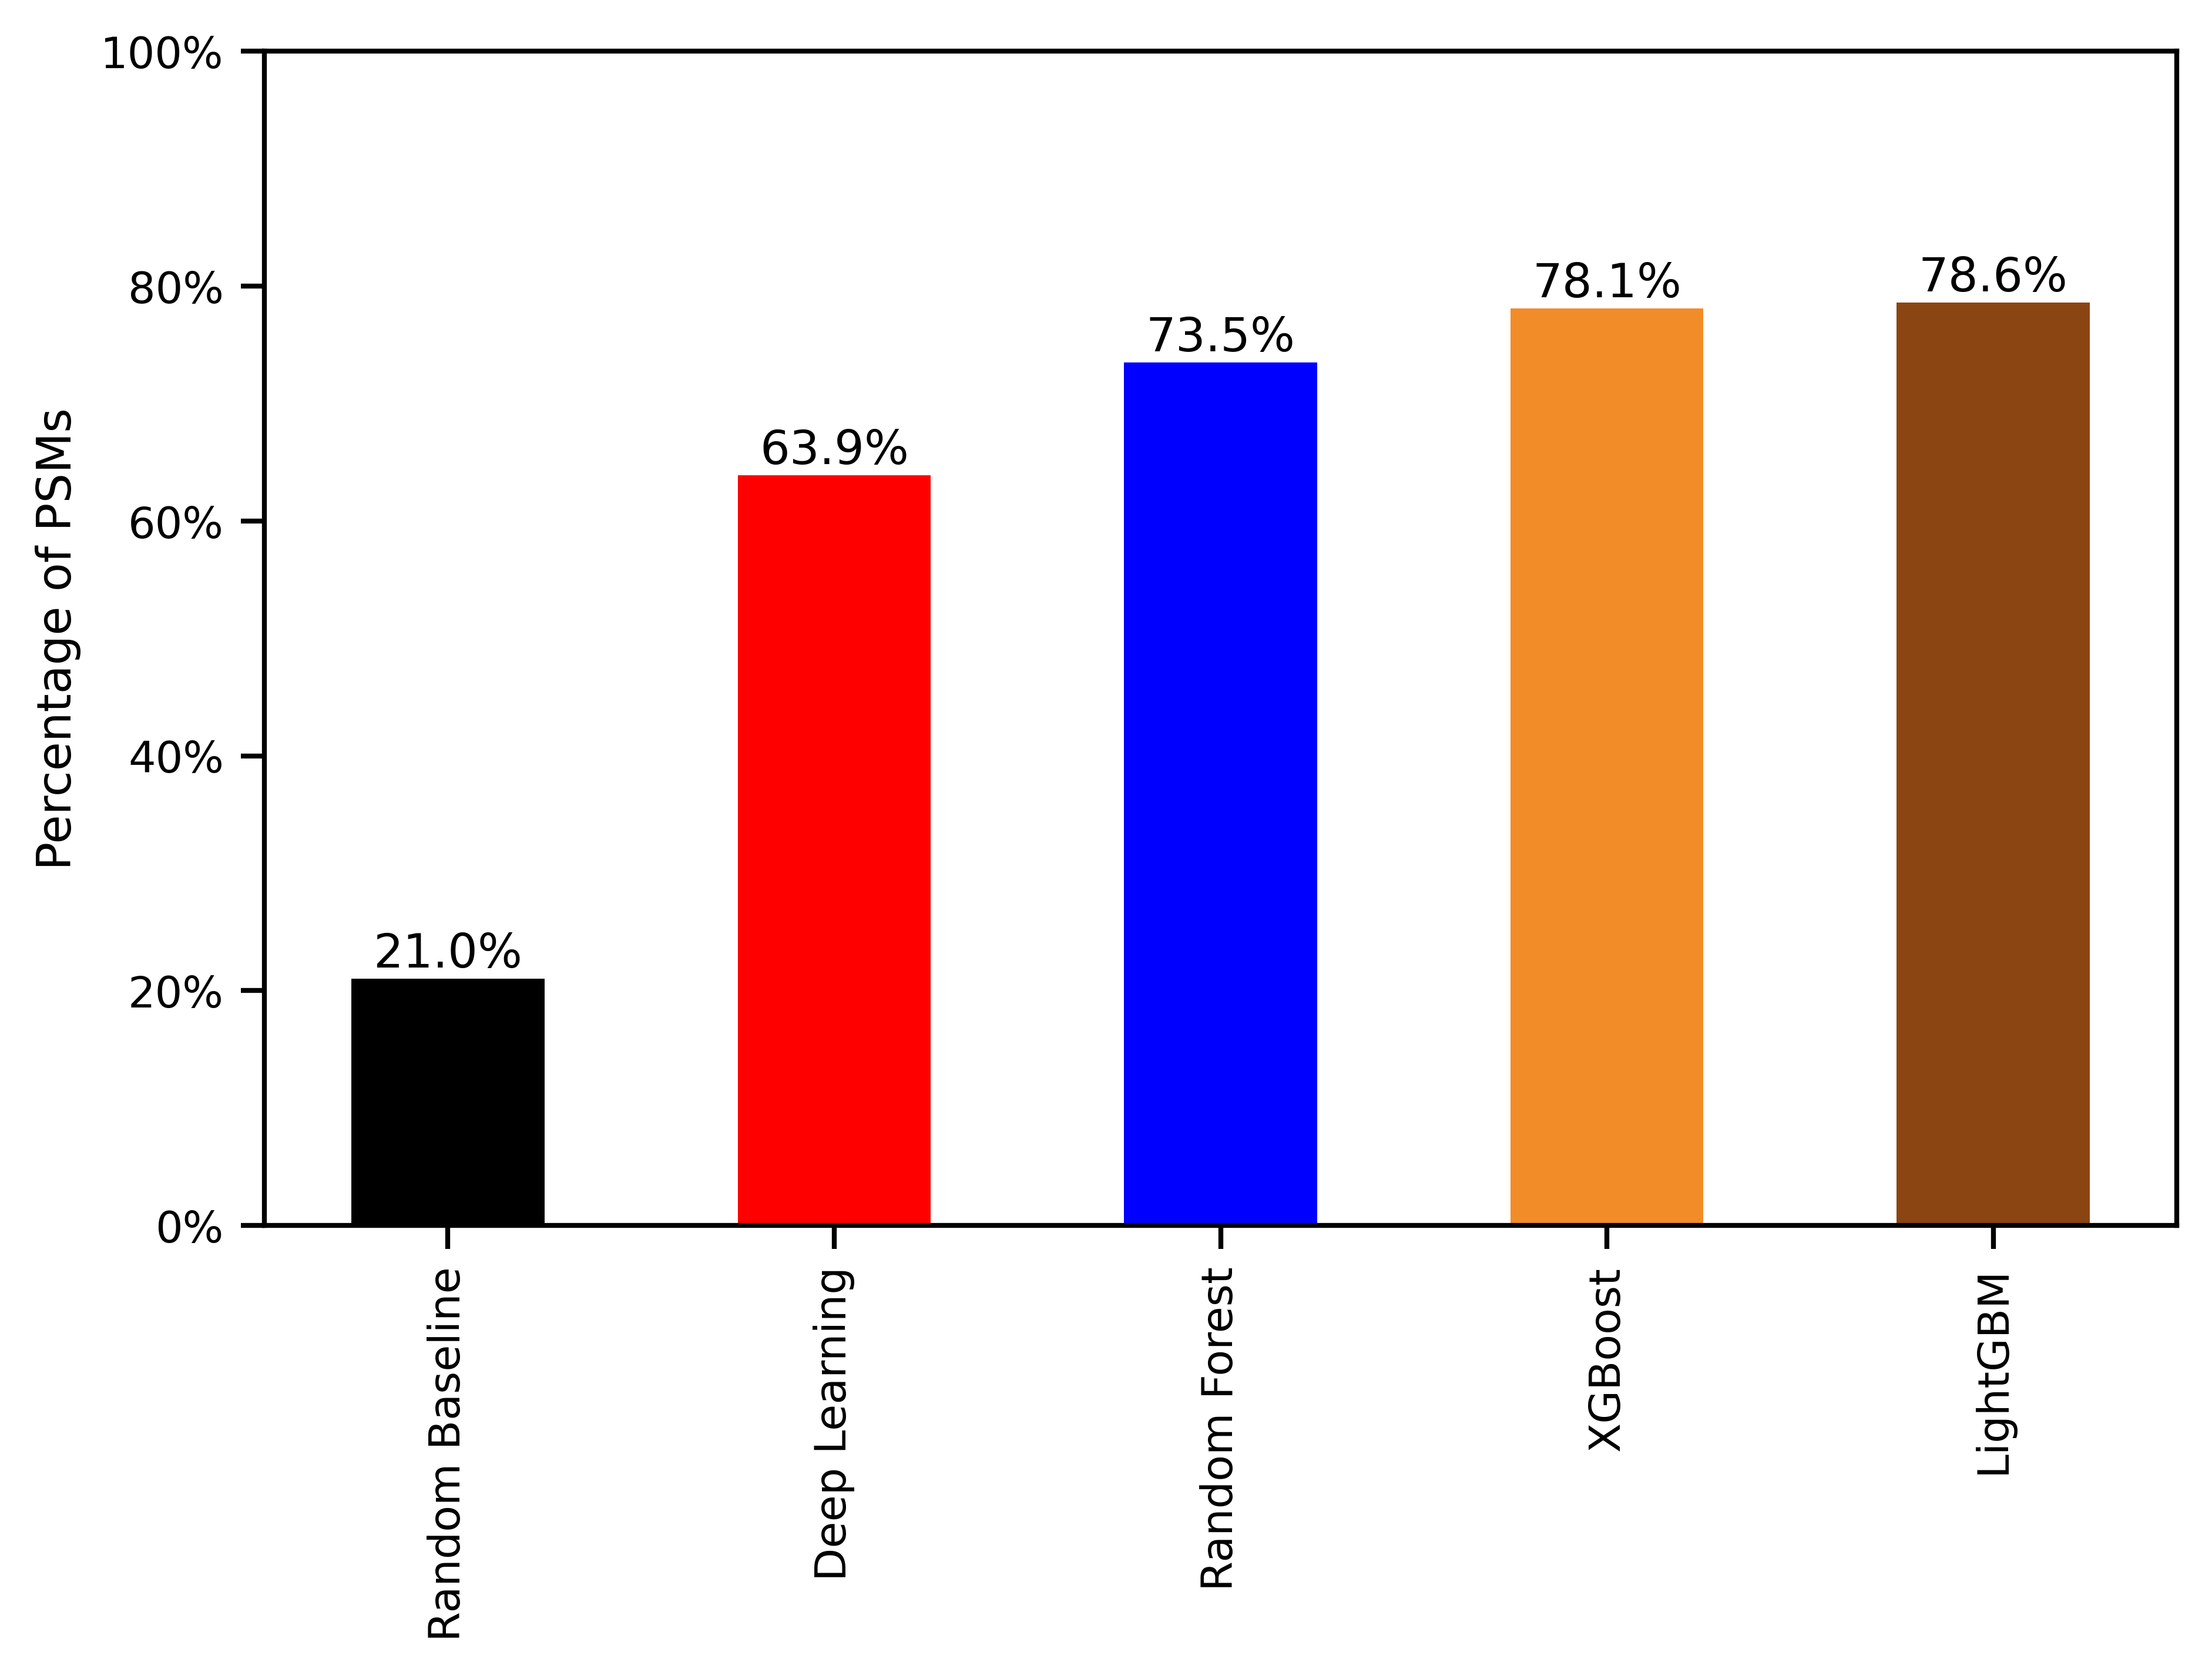 100%
80%
60%
40%
20%
0%
Percentage of PSMs
21.0%
63.9%
73.5%
78.1%
78.6%
Random Baseline
Deep Learning
Random Forest
XGBoost
LightGBM